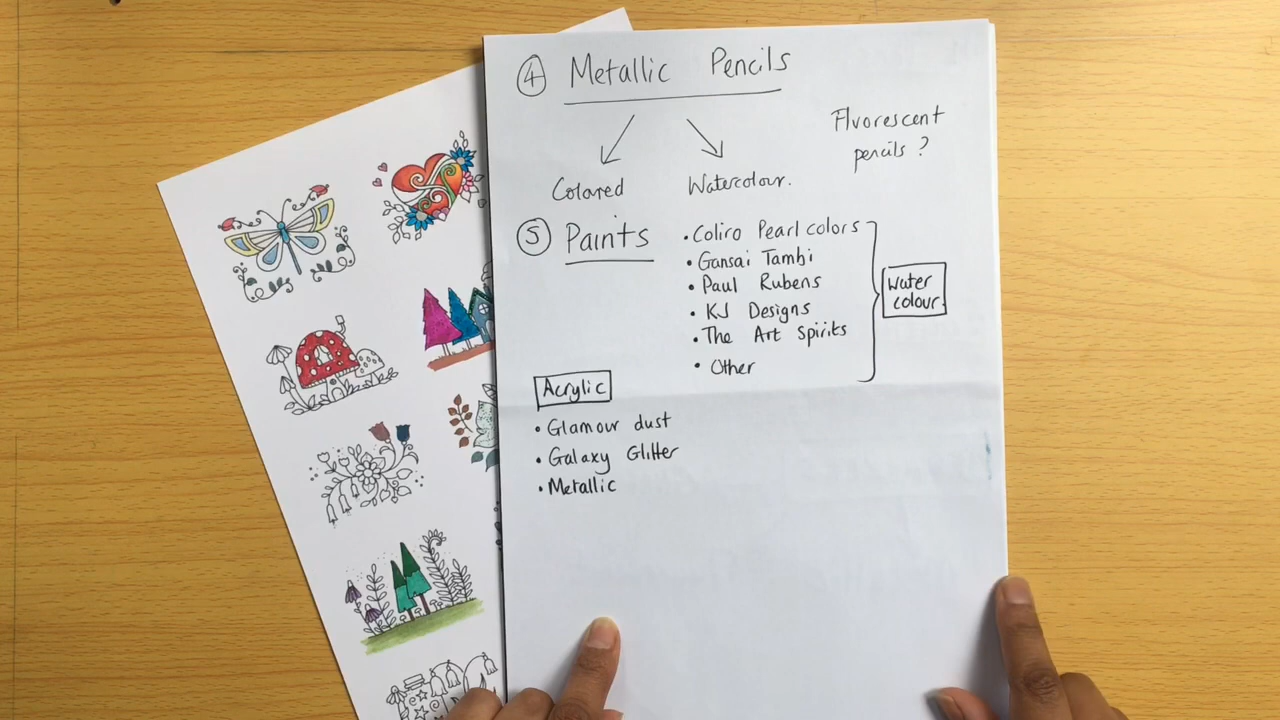 ④ Metallic Pencils
Fluorescent
pencils ?
Colored
Watercolour.
⑤ Paints
• Coliro Pearl colors
• Gansai Tambi
• Paul Rubens
• KJ Designs
• The Art Spirits
• Other
Water
colour
Acrylic
• Glamour dust
• Galaxy Glitter
• Metallic